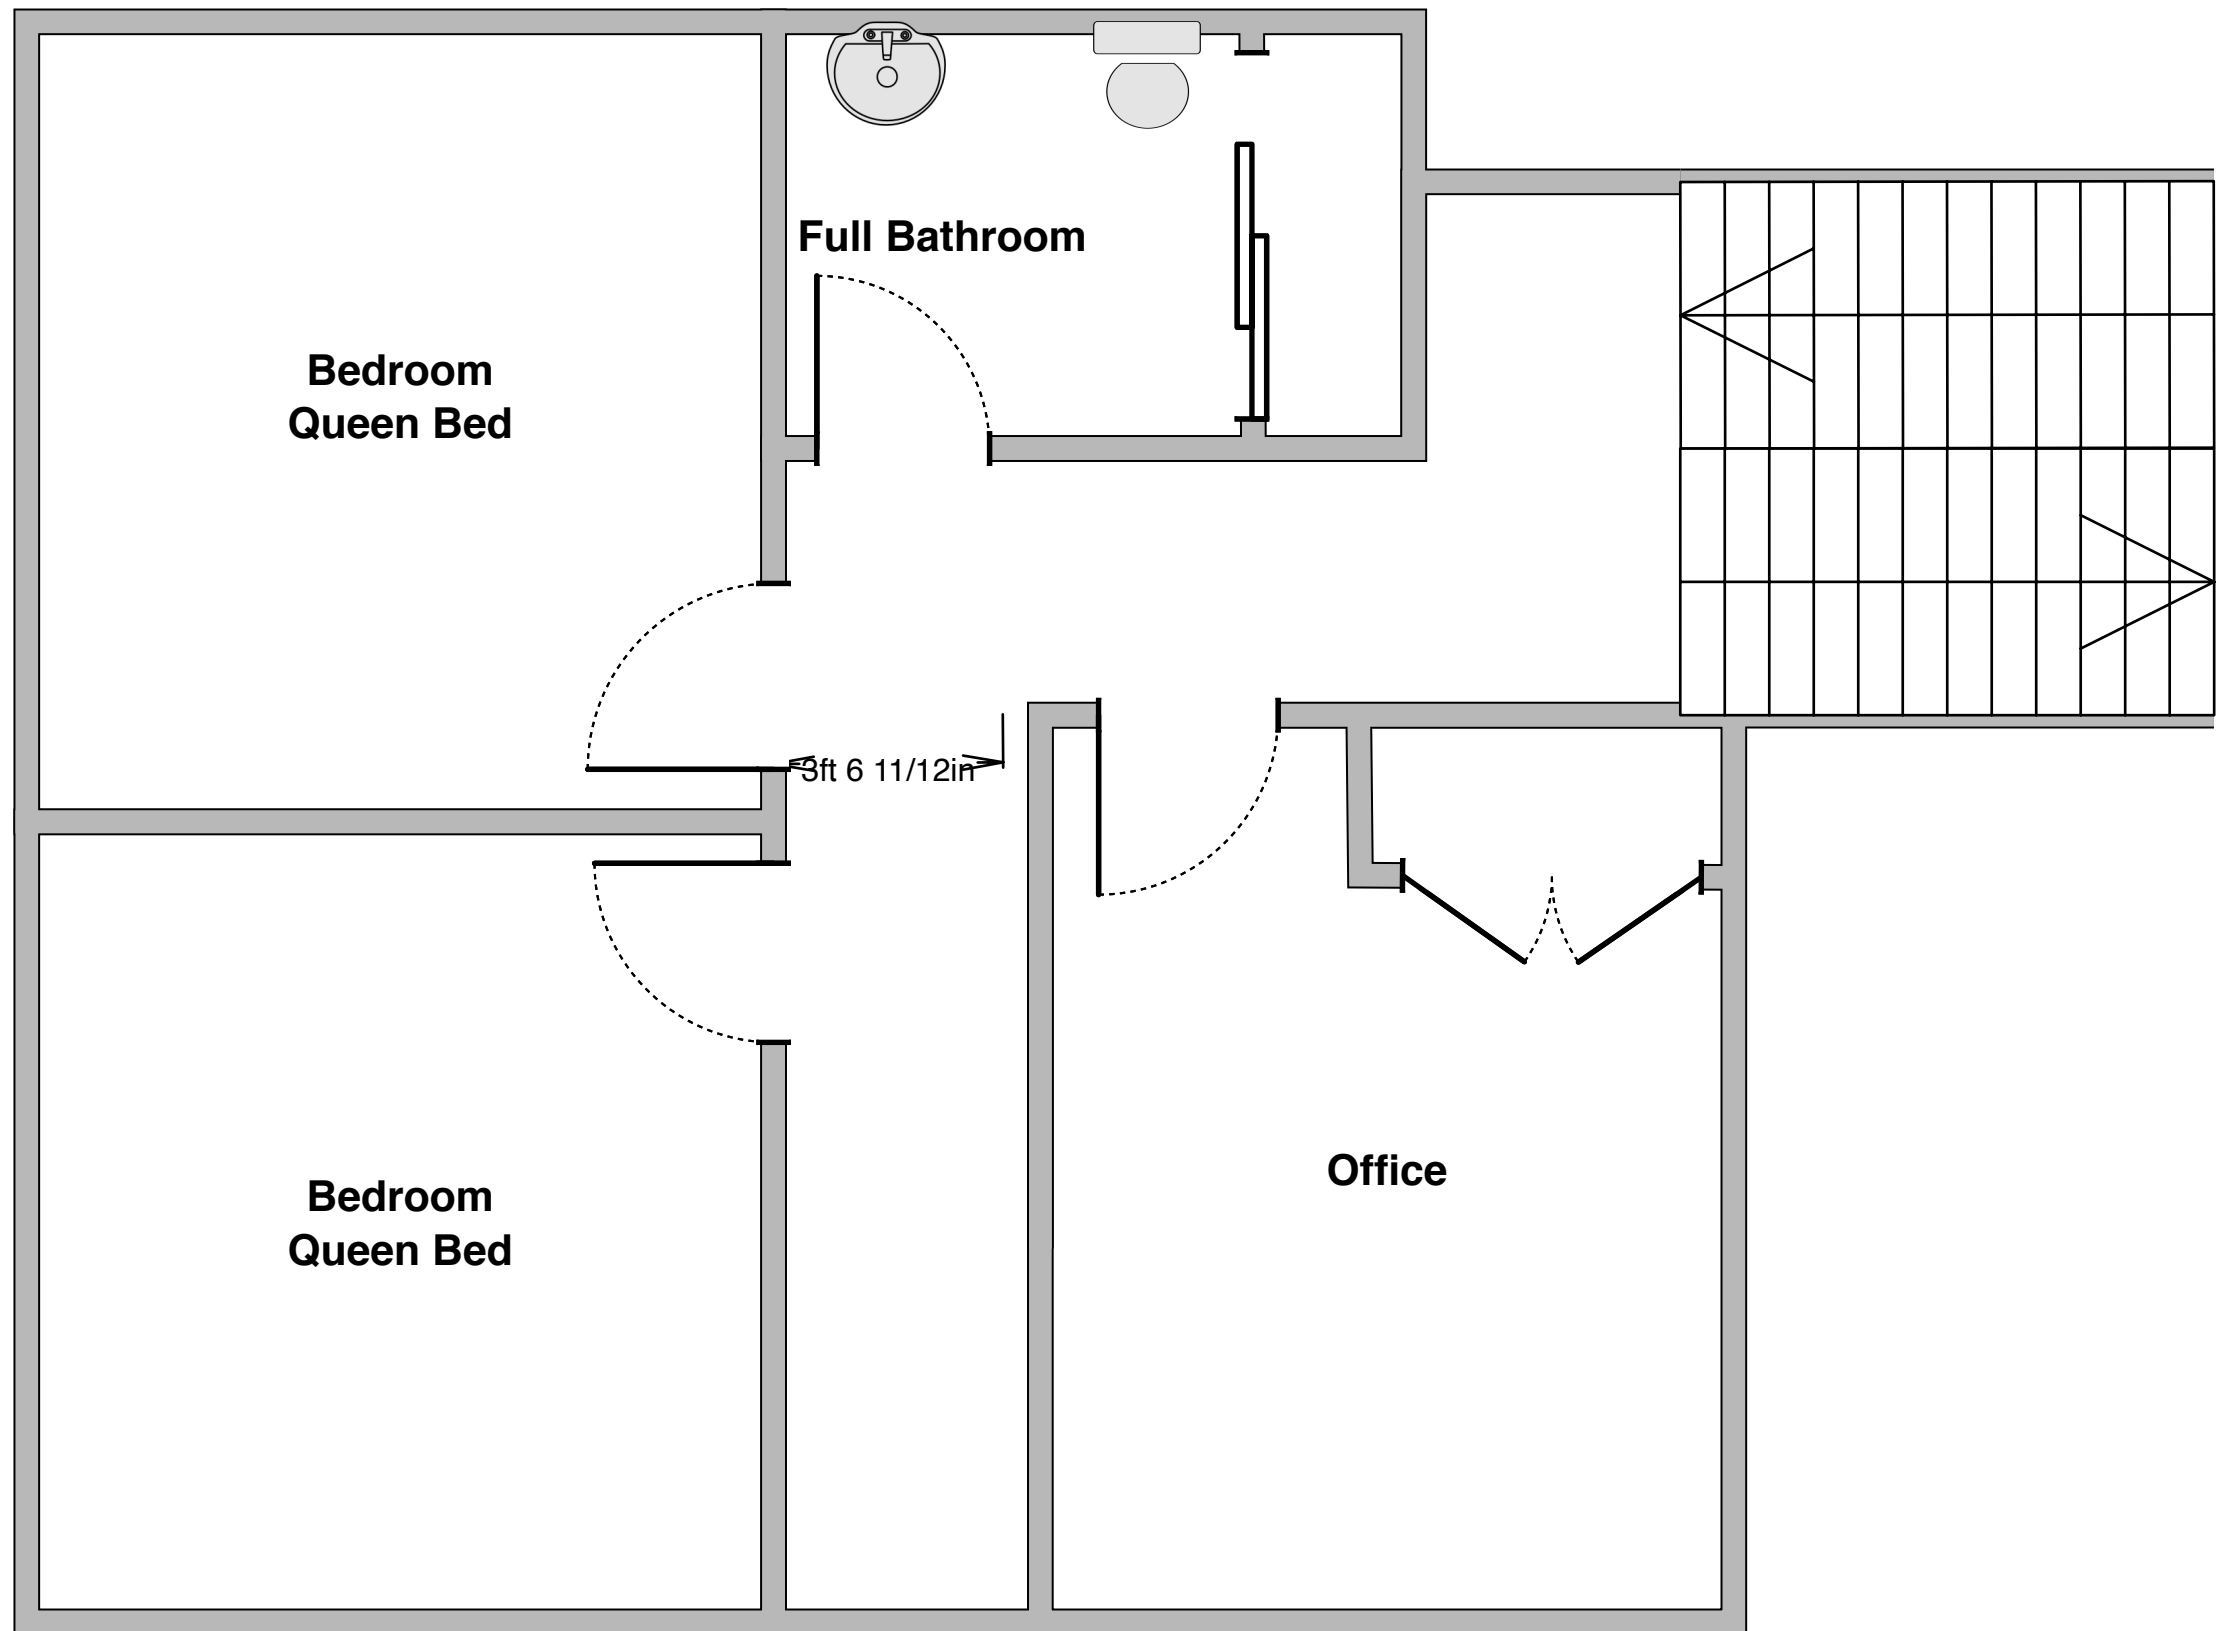 Full Bathroom
Bedroom
Queen Bed
3ft 6 11/12in
Bedroom
Queen Bed
Office